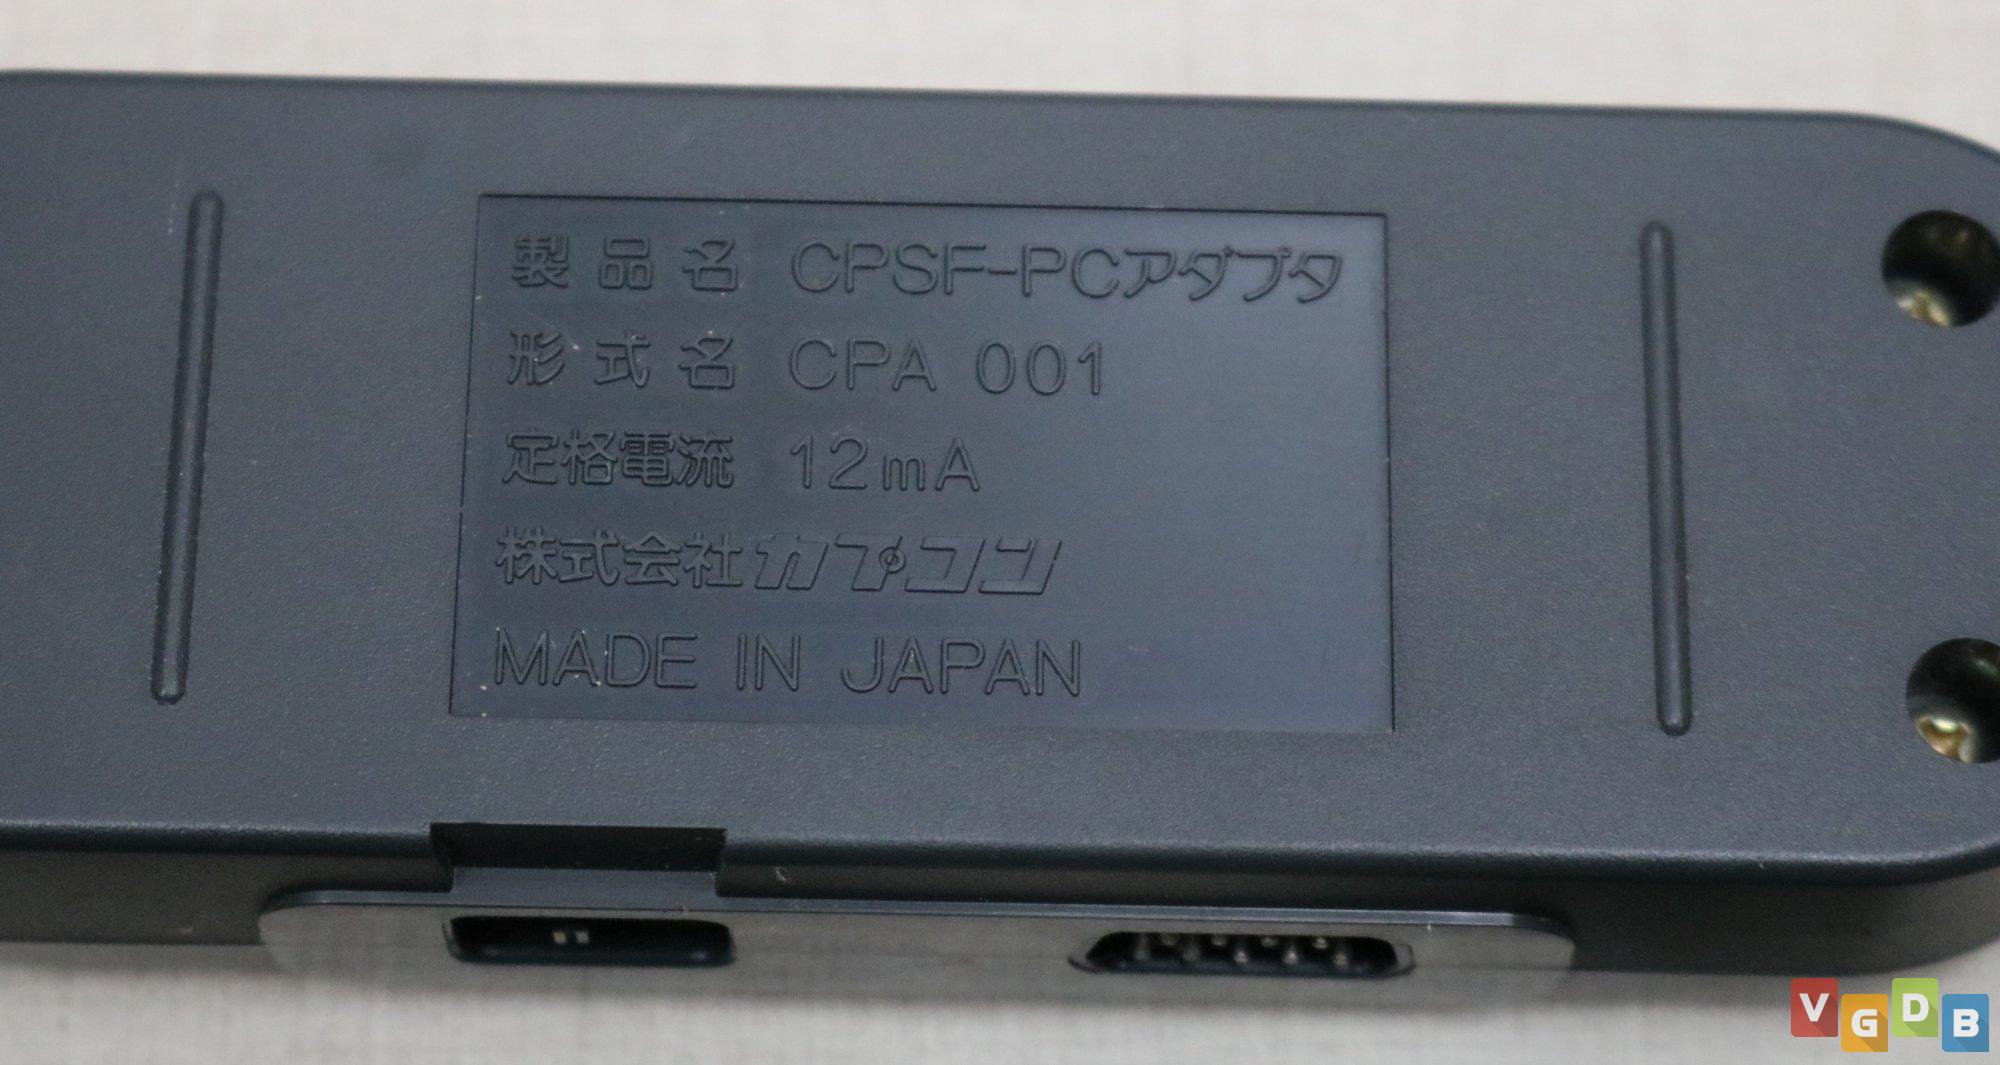 製品名 CPSF-PCアダプタ
形式名 CPA 001
定格電流 12mA
株式会社カプコン
MADE IN JAPAN
VGDB